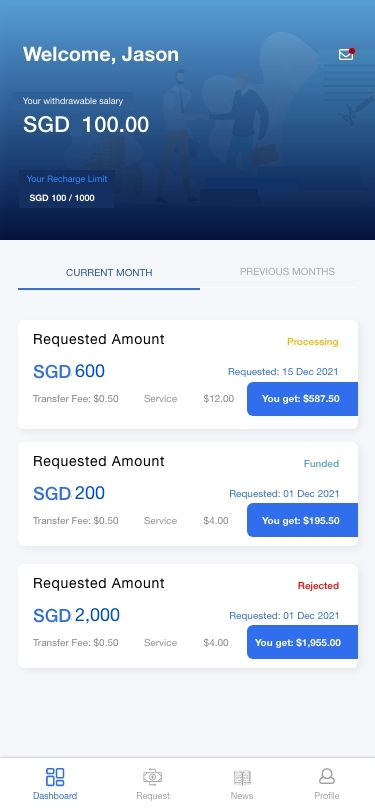 Welcome, Jason
Your withdrawable salary
SGD 100.00
Your Recharge Limit
SGD 100 / 1000
CURRENT MONTH PREVIOUS MONTHS
Requested Amount Processing
SGD 600 Requested: 15 Dec 2021
Transfer Fee: $0.50 Service $12.00 You get: $587.50
Requested Amount Funded
SGD 200 Requested: 01 Dec 2021
Transfer Fee: $0.50 Service $4.00 You get: $195.50
Requested Amount Rejected
SGD 2,000 Requested: 01 Dec 2021
Transfer Fee: $0.50 Service $4.00 You get: $1,955.00
Dashboard Request News Profile